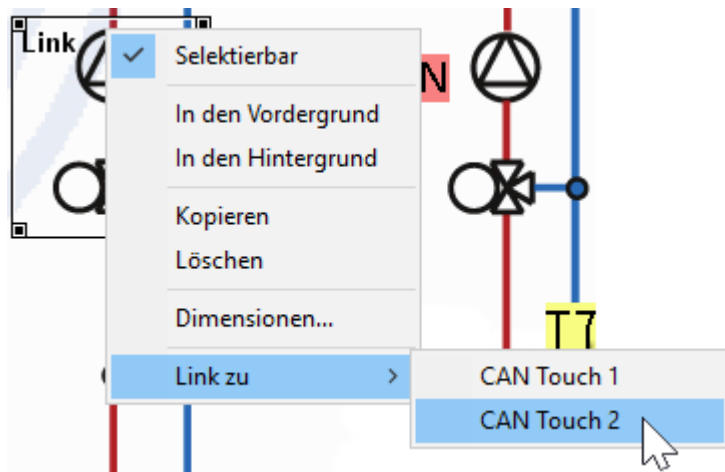 Link
Selektierbar
N
In den Vordergrund
In den Hintergrund
Kopieren
Löschen
Dimensionen...
T7
Link zu
CAN Touch 1
CAN Touch 2